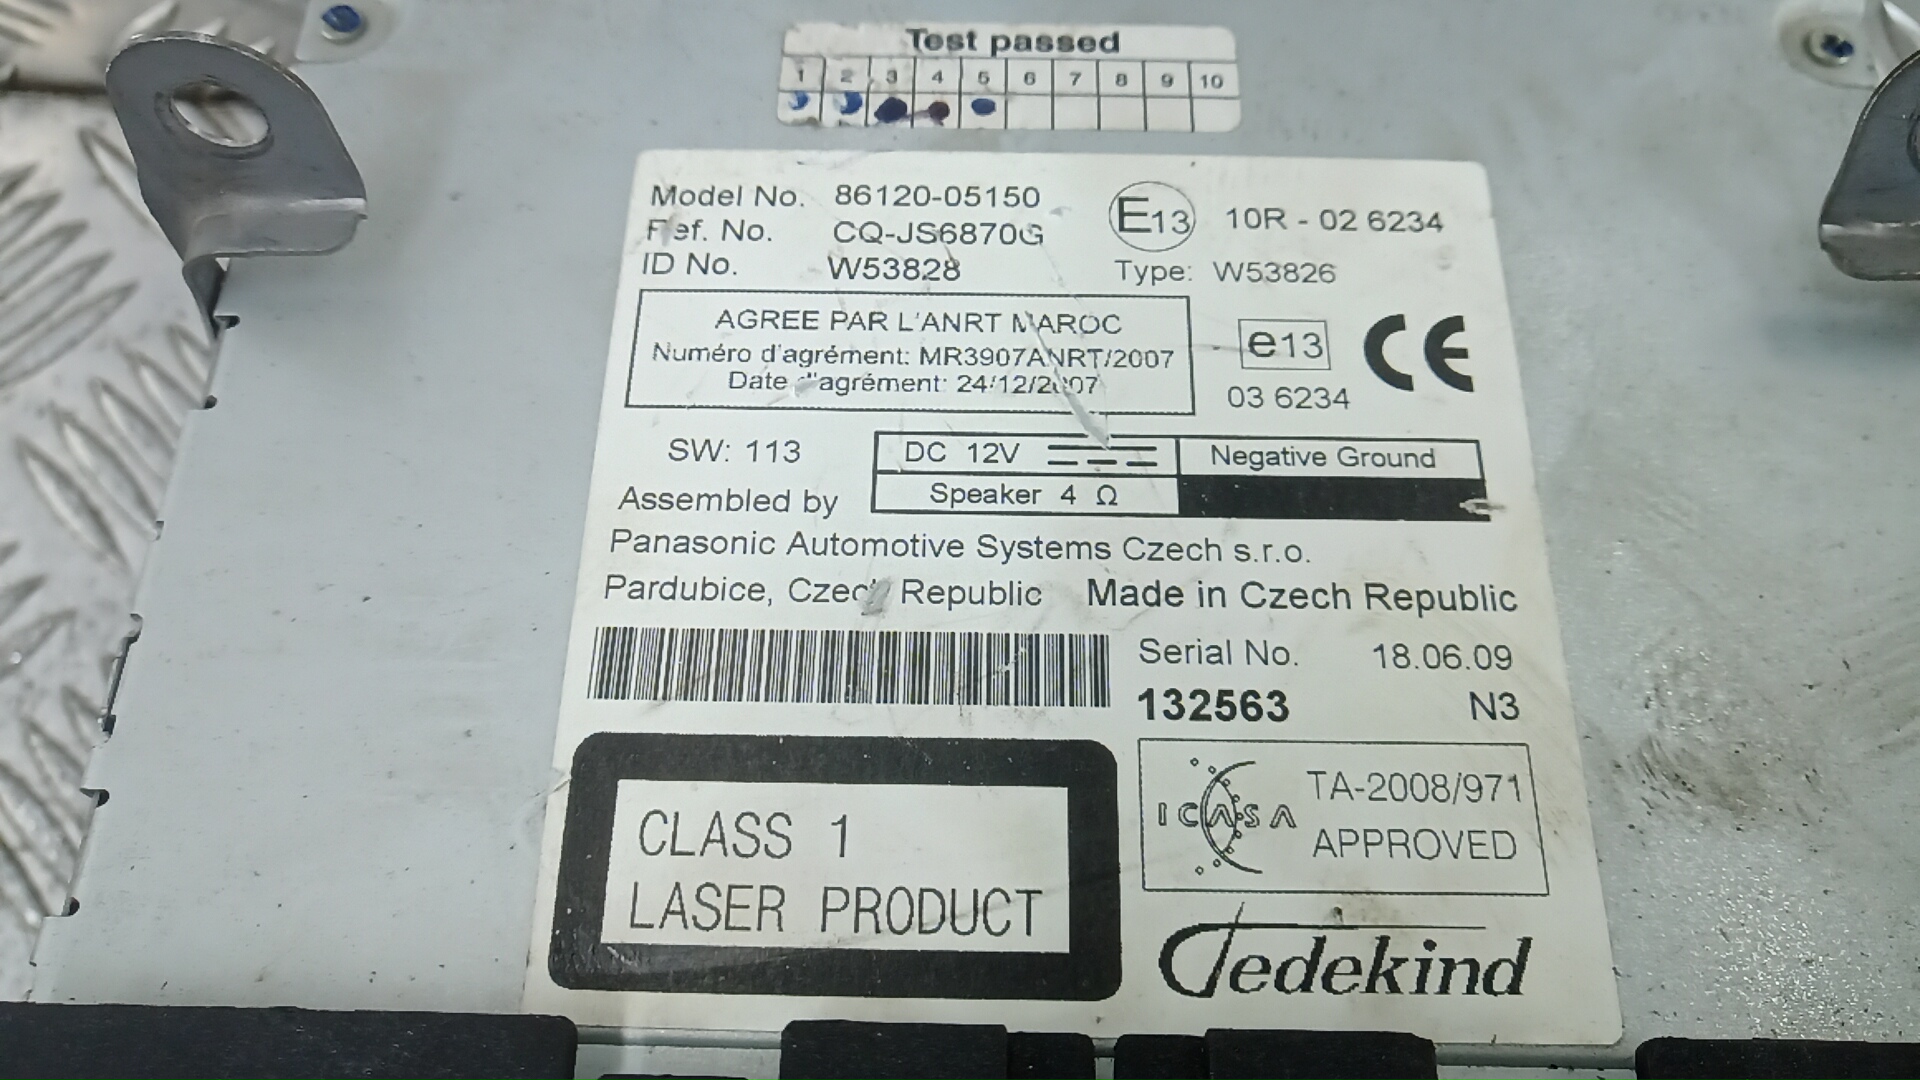 Test passed
1 2 3 4 5 6 7 8 9 10
Model No. 86120-05150
Ref. No. CQ-JS6870G
ID No. W53828
E13 10R - 02 6234
Type: W53826
AGREE PAR L'ANRT MAROC
Numéro d'agrément: MR3907ANRT/2007
Date d'agrément: 24/12/2007
e13 CE
03 6234
SW: 113
DC 12V Negative Ground
Speaker 4 Ω
Assembled by
Panasonic Automotive Systems Czech s.r.o.
Pardubice, Czech Republic Made in Czech Republic
Serial No. 18.06.09
132563 N3
CLASS 1
LASER PRODUCT
ICASA
TA-2008/971
APPROVED
Tedekind